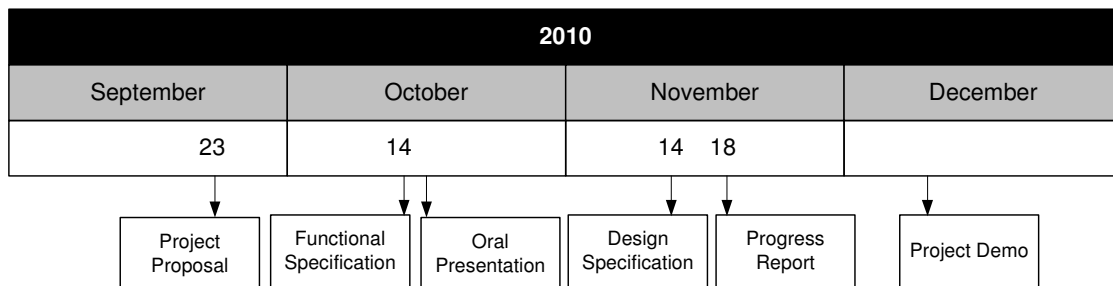 2010
September October November December
23 14 14 18
Project Proposal
Functional Specification
Oral Presentation
Design Specification
Progress Report
Project Demo